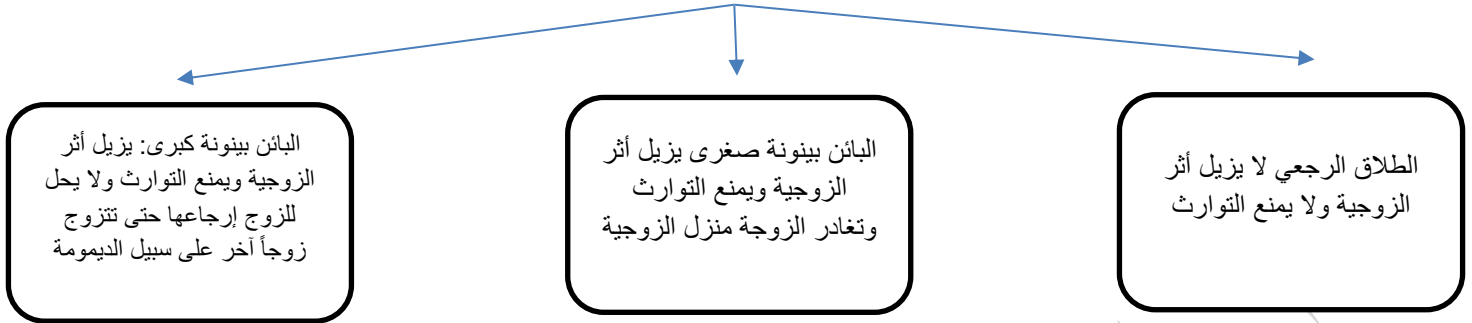 الطلاق الرجعي لا يزيل أثر
الزوجية ولا يمنع التوارث
البائن بينونة صغرى يزيل أثر
الزوجية ويمنع التوارث
وتغادر الزوجة منزل الزوجية
البائن بينونة كبرى: يزيل أثر
الزوجية ويمنع التوارث ولا يحل
للزوج إرجاعها حتى تتزوج
زوجاً آخر على سبيل الديمومة